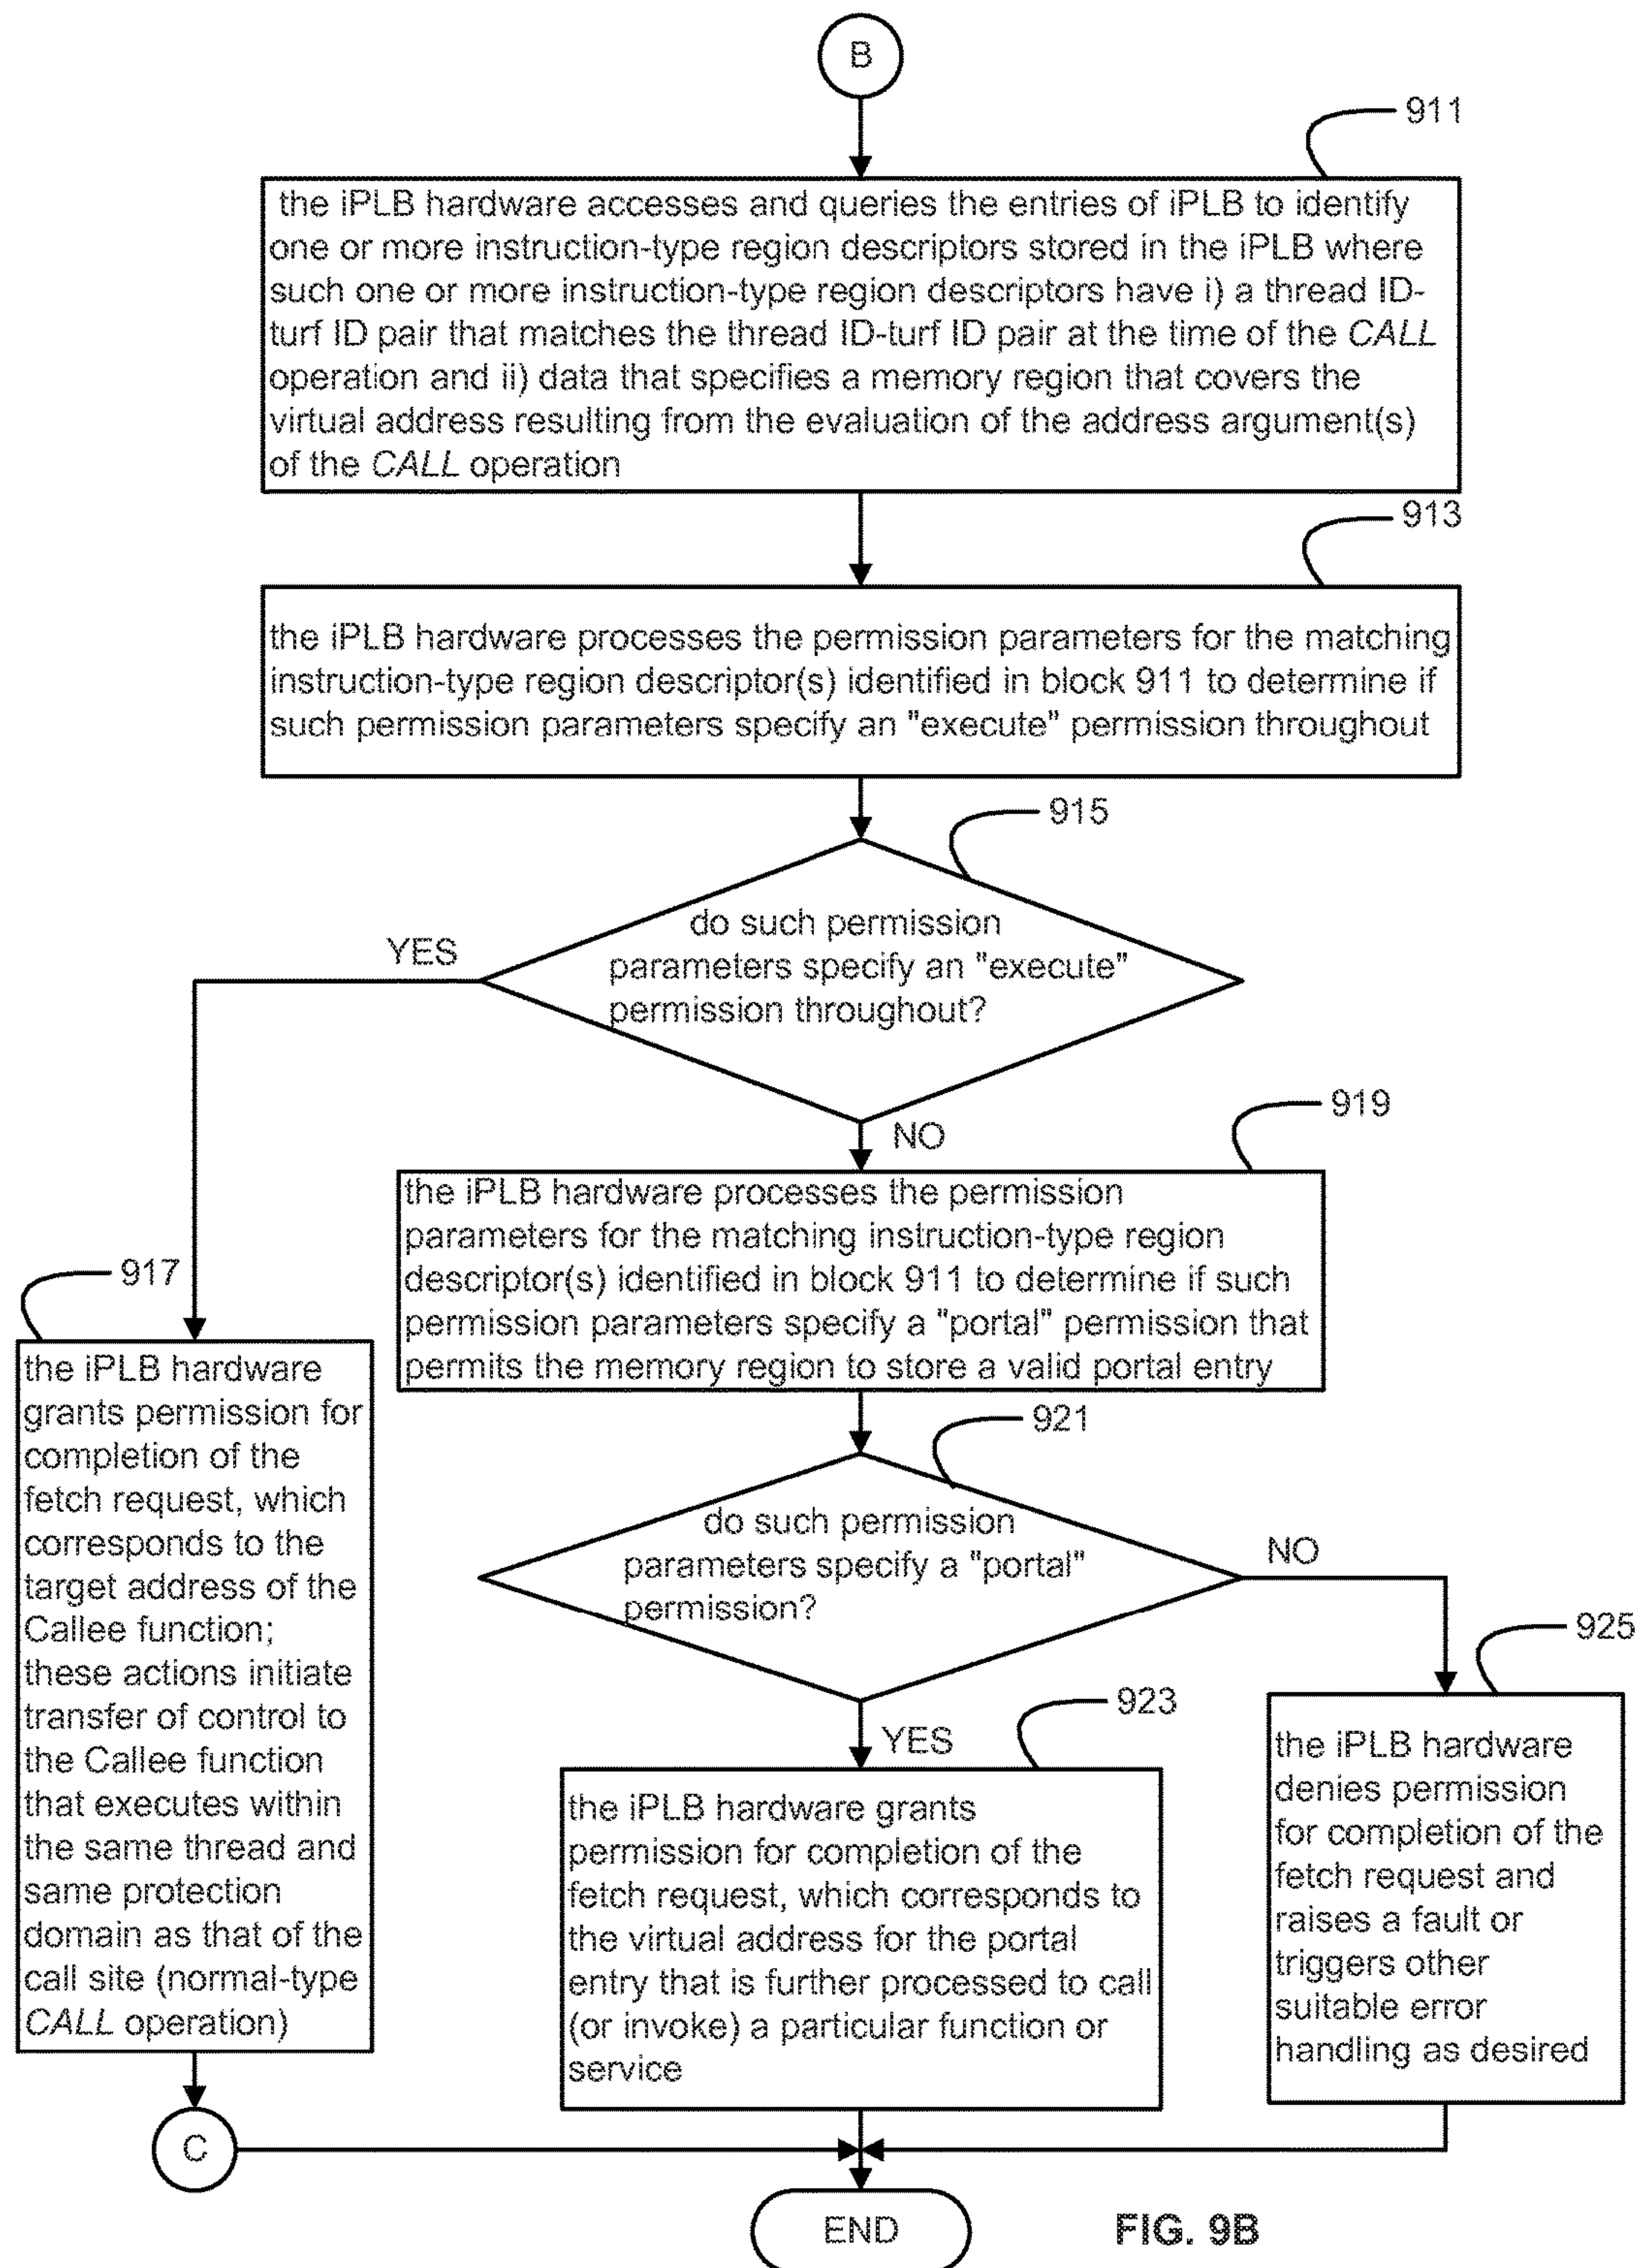 B
911
the iPLB hardware accesses and queries the entries of iPLB to identify
one or more instruction-type region descriptors stored in the iPLB where
such one or more instruction-type region descriptors have i) a thread ID-
turf ID pair that matches the thread ID-turf ID pair at the time of the CALL
operation and ii) data that specifies a memory region that covers the
virtual address resulting from the evaluation of the address argument(s)
of the CALL operation
913
the iPLB hardware processes the permission parameters for the matching
instruction-type region descriptor(s) identified in block 911 to determine if
such permission parameters specify an "execute" permission throughout
915
do such permission
parameters specify an "execute"
permission throughout?
YES
NO
919
the iPLB hardware processes the permission
parameters for the matching instruction-type region
descriptor(s) identified in block 911 to determine if such
permission parameters specify a "portal" permission that
permits the memory region to store a valid portal entry
917
the iPLB hardware
grants permission for
completion of the
fetch request, which
corresponds to the
target address of the
Callee function;
these actions initiate
transfer of control to
the Callee function
that executes within
the same thread and
same protection
domain as that of the
call site (normal-type
CALL operation)
921
do such permission
parameters specify a "portal"
permission?
NO
YES
923
the iPLB hardware grants
permission for completion of the
fetch request, which corresponds to
the virtual address for the portal
entry that is further processed to call
(or invoke) a particular function or
service
925
the iPLB hardware
denies permission
for completion of the
fetch request and
raises a fault or
triggers other
suitable error
handling as desired
C
END
FIG. 9B